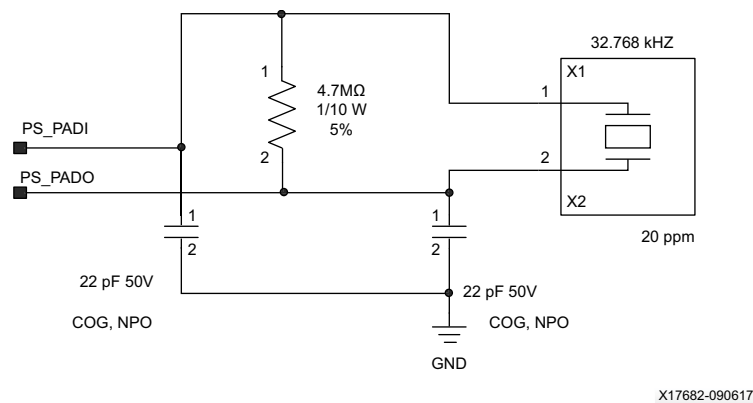 32.768 kHZ
X1
1
1
4.7MΩ
1/10 W
5%
PS_PADI
2
2
PS_PADO
X2
1
1
20 ppm
2
2
22 pF 50V
22 pF 50V
COG, NPO
COG, NPO
GND
X17682-090617